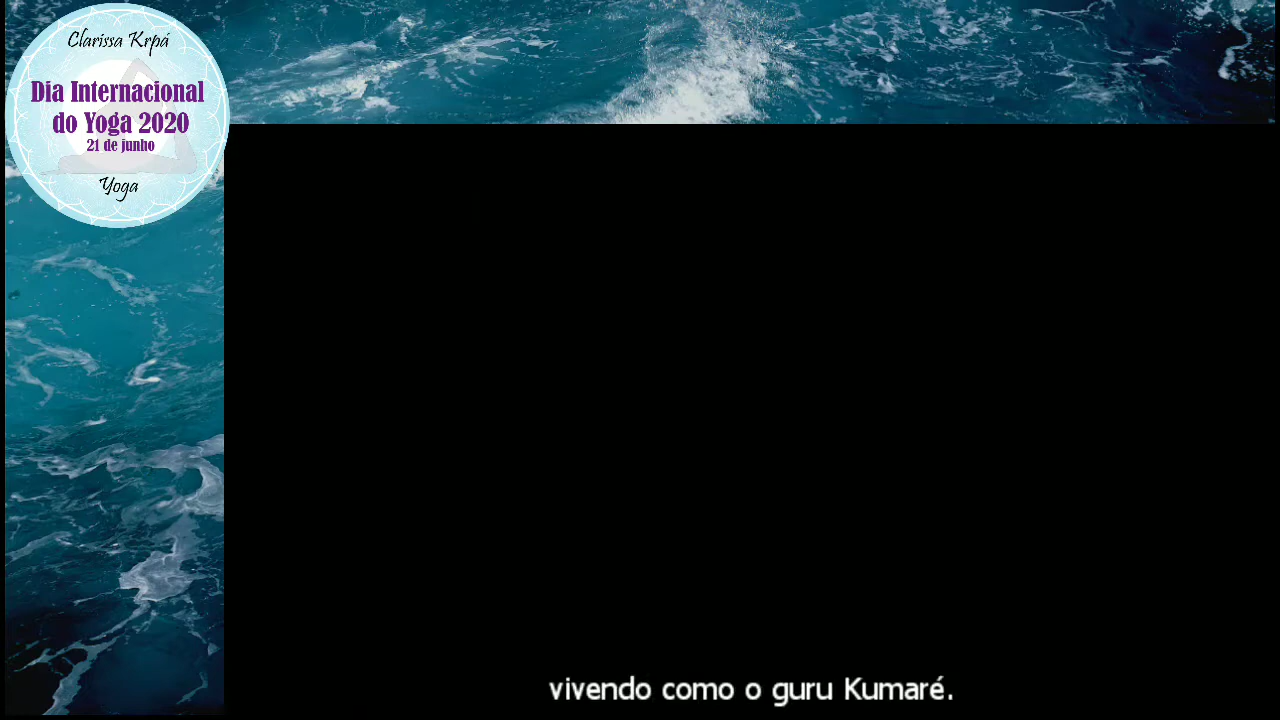 Clarissa Krpá
Dia Internacional
do Yoga 2020
21 de junho
Yoga
vivendo como o guru Kumaré.